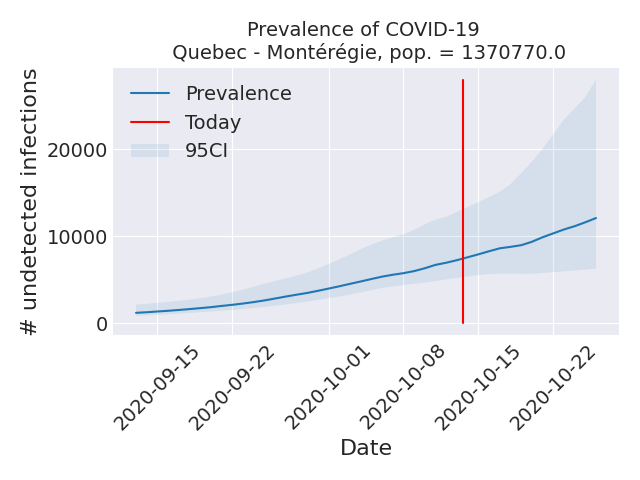 Prevalence of COVID-19
Quebec - Montérégie, pop. = 1370770.0
# undetected infections
20000
10000
0
Prevalence
Today
95CI
2020-09-15
2020-09-22
2020-10-01
2020-10-08
2020-10-15
2020-10-22
Date